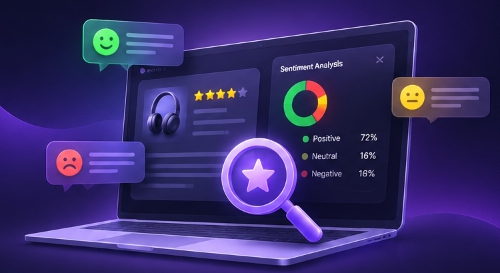 Sentiment Analysis
Positive 72%
Neutral 16%
Negative 16%